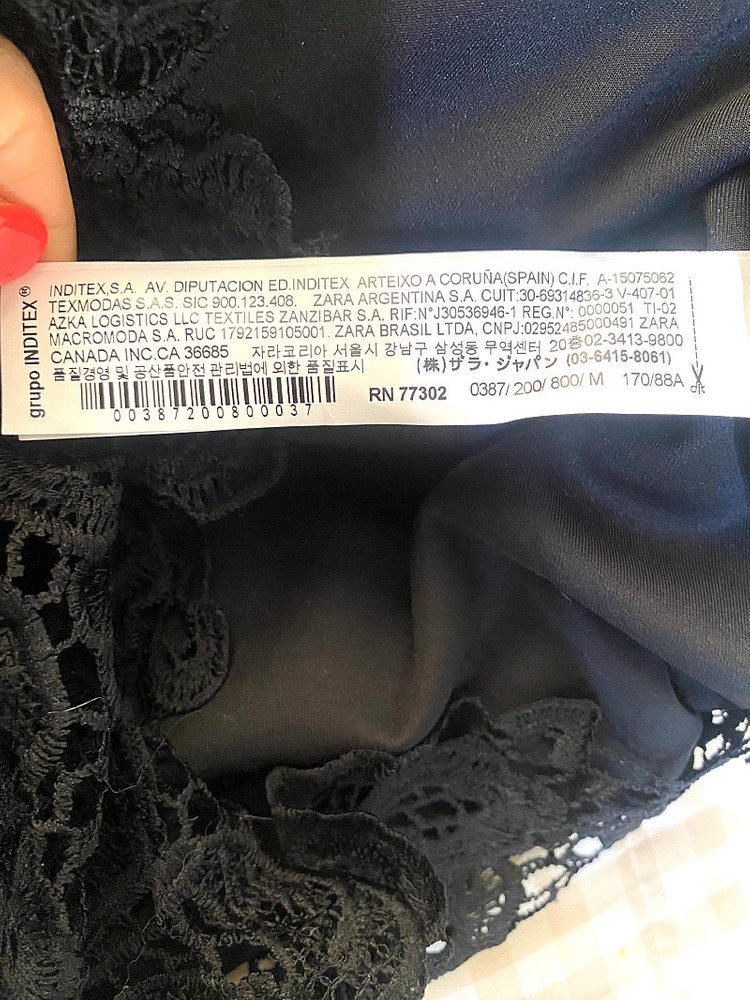 grupo INDITEX ®
INDITEX,S.A. AV. DIPUTACION ED.INDITEX ARTEIXO A CORUÑA(SPAIN) C.I.F. A-15075062
TEXMODAS S.A.S. SIC 900.123.408. ZARA ARGENTINA S.A. CUIT:30-69314836-3 V-407-01
AZKA LOGISTICS LLC TEXTILES ZANZIBAR S.A. RIF:N°J30536946-1 REG.N°: 0000051 TI-02
MACROMODA S.A. RUC 1792159105001. ZARA BRASIL LTDA, CNPJ:02952485000491 ZARA
CANADA INC.CA 36685 자라코리아 서울시 강남구 삼성동 무역센터 20층02-3413-9800
품질경영 및 공산품안전 관리법에 외한 품질표시 (株)ザラ・ジャパン (03-6415-8061)
0038720080037
RN 77302 0387/ 200/ 800/ M 170/88A